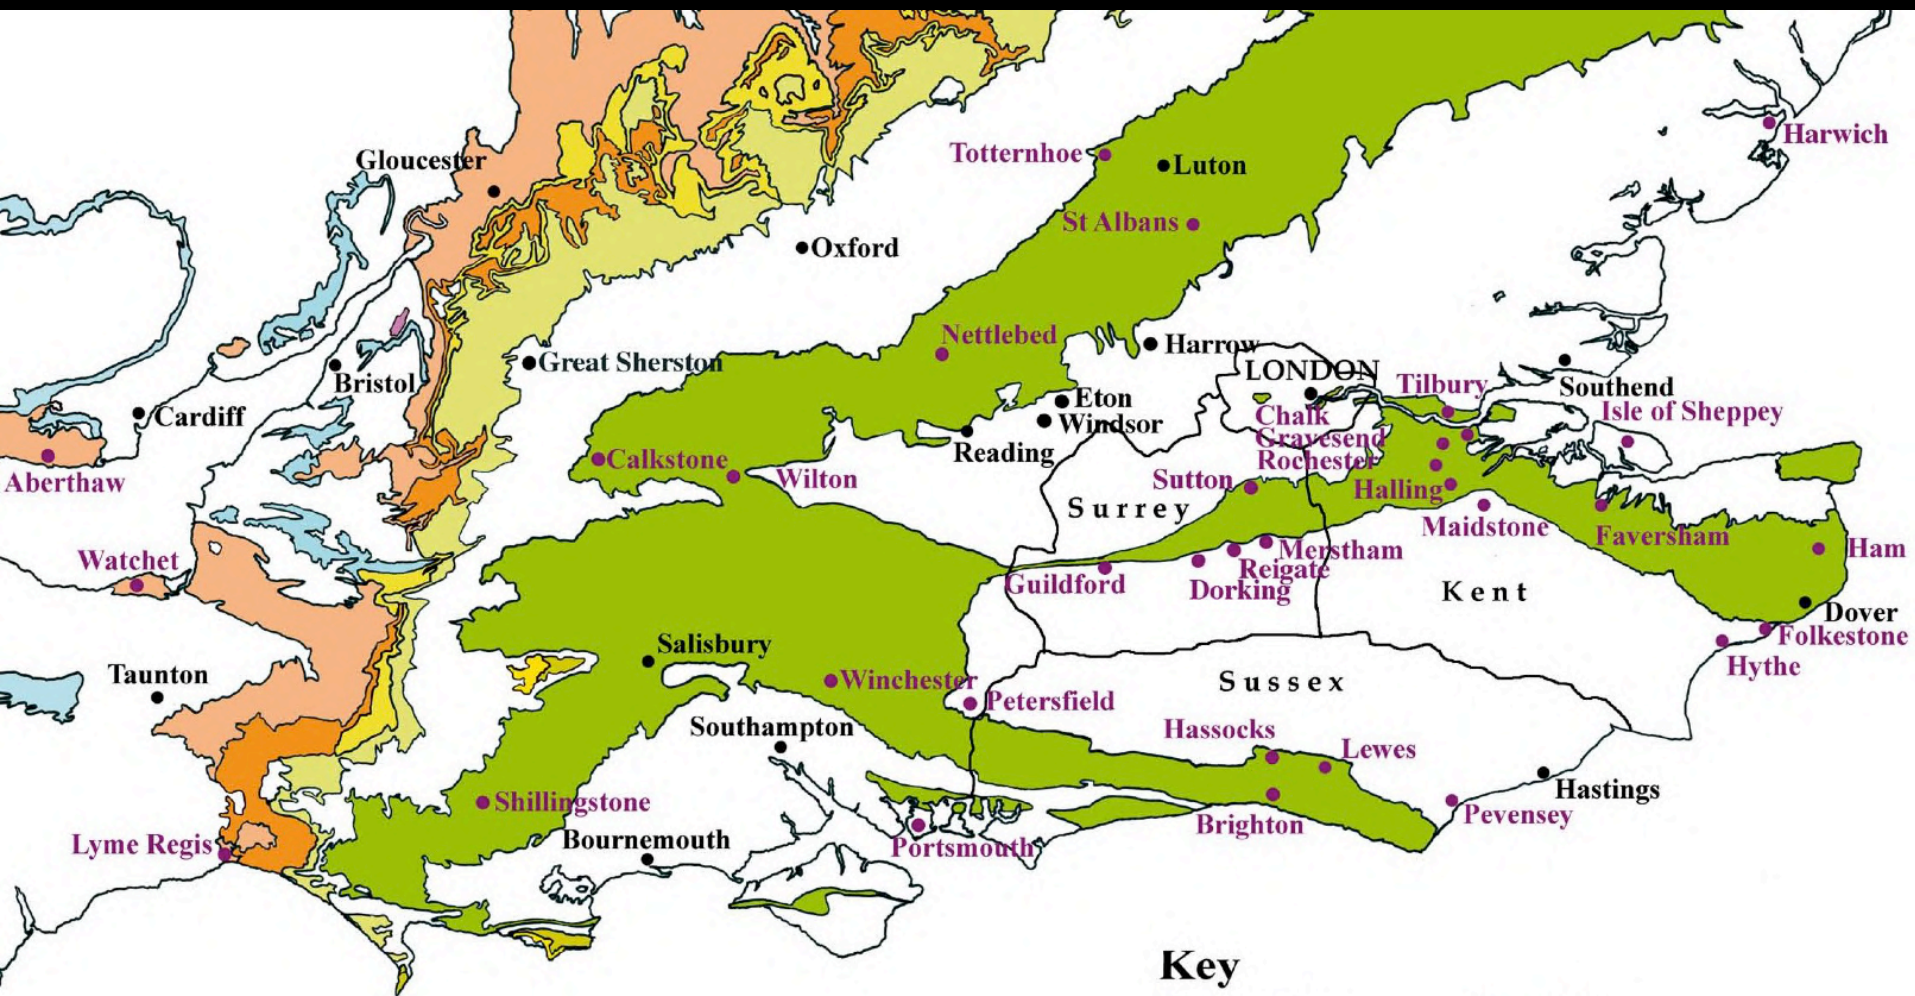 Harwich
Totternhoe
Luton
Gloucester
St Albans
Oxford
Nettlebed
Harrow
Great Sherston
LONDON
Bristol
Tilbury
Southend
Eton
Isle of Sheppey
Cardiff
Chalk
Windsor
Gravesend
Reading
Calkstone
Rochester
Aberthaw
Wilton
Sutton
Halling
Surrey
Maidstone
Faversham
Ham
Merstham
Watchet
Reigate
Guildford
Dorking
Kent
Dover
Folkestone
Salisbury
Hythe
Taunton
Winchester
Sussex
Petersfield
Southampton
Hassocks
Lewes
Hastings
Shillingstone
Pevensey
Brighton
Bournemouth
Lyme Regis
Portsmouth
Key